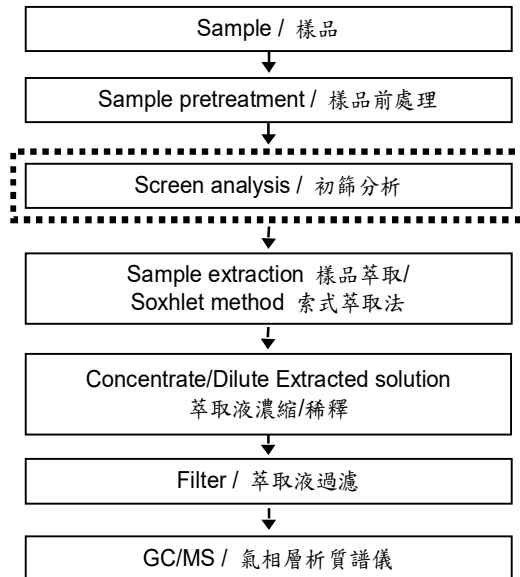 Sample / 樣品
Sample pretreatment / 樣品前處理
Screen analysis / 初篩分析
Sample extraction 樣品萃取/
Soxhlet method 索式萃取法
Concentrate/Dilute Extracted solution
萃取液濃縮/稀釋
Filter / 萃取液過濾
GC/MS / 氣相層析質譜儀